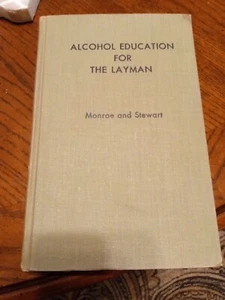 ALCOHOL EDUCATION
FOR
THE LAYMAN
Monroe and Stewart